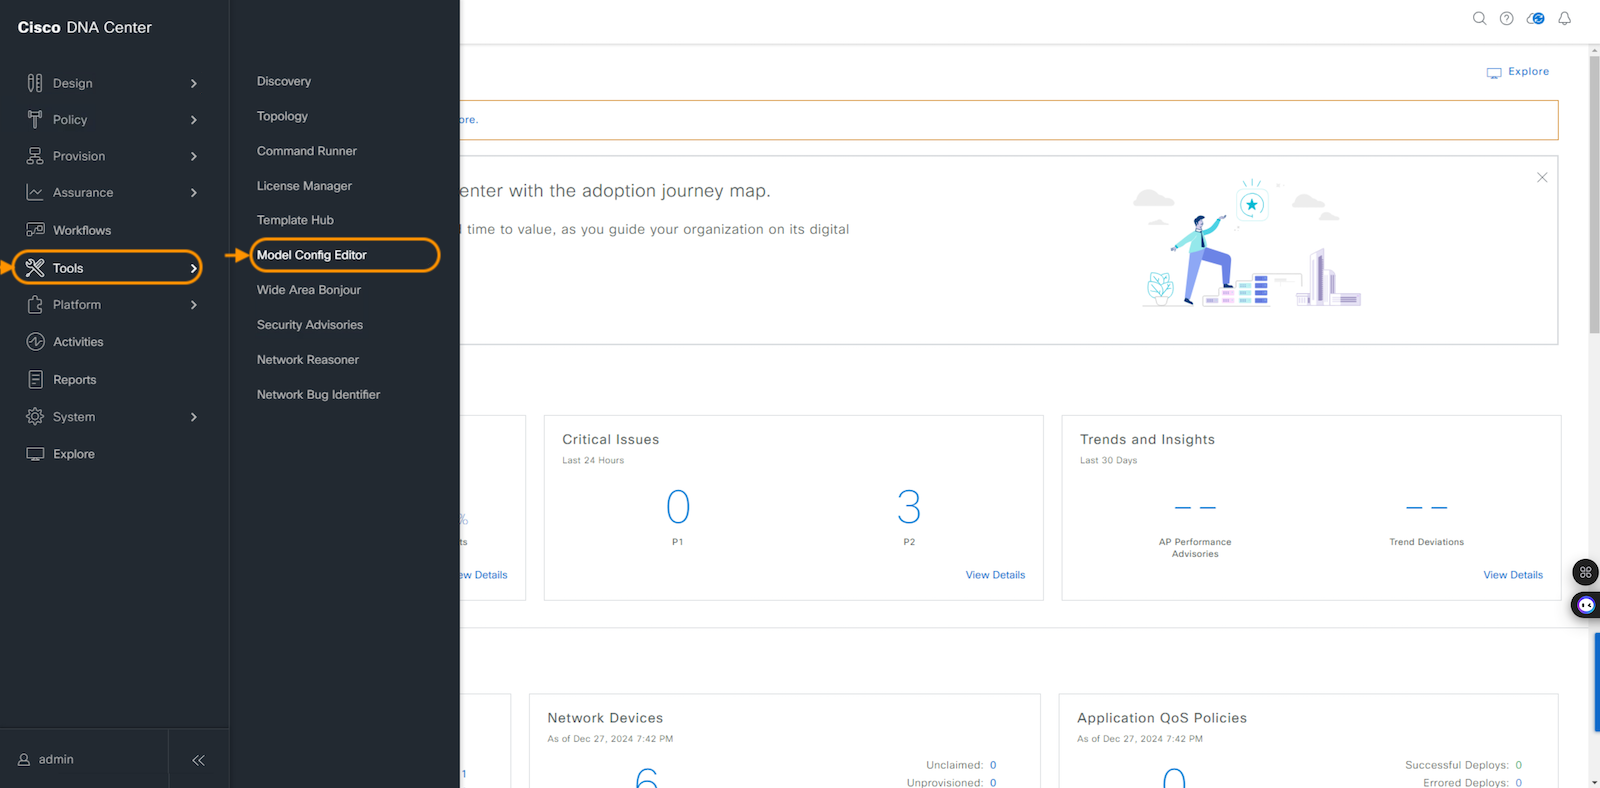 Cisco DNA Center
Design
Policy
Provision
Assurance
Workflows
Tools
Platform
Activities
Reports
System
Explore
admin
Discovery
Topology
Command Runner
License Manager
Template Hub
Model Config Editor
Wide Area Bonjour
Security Advisories
Network Reasoner
Network Bug Identifier
Explore
ore.
enter with the adoption journey map.
time to value, as you guide your organization on its digital
%
ts
ew Details
Critical Issues
Last 24 Hours
0 3
P1 P2
View Details
Trends and Insights
Last 30 Days
-- --
AP Performance
Advisories
Trend Deviations
View Details
1
Network Devices
As of Dec 27, 2024 7:42 PM
6
Unclaimed: 0
Unprovisioned: 0
Application QoS Policies
As of Dec 27, 2024 7:42 PM
0
Successful Deploys: 0
Errored Deploys: 0